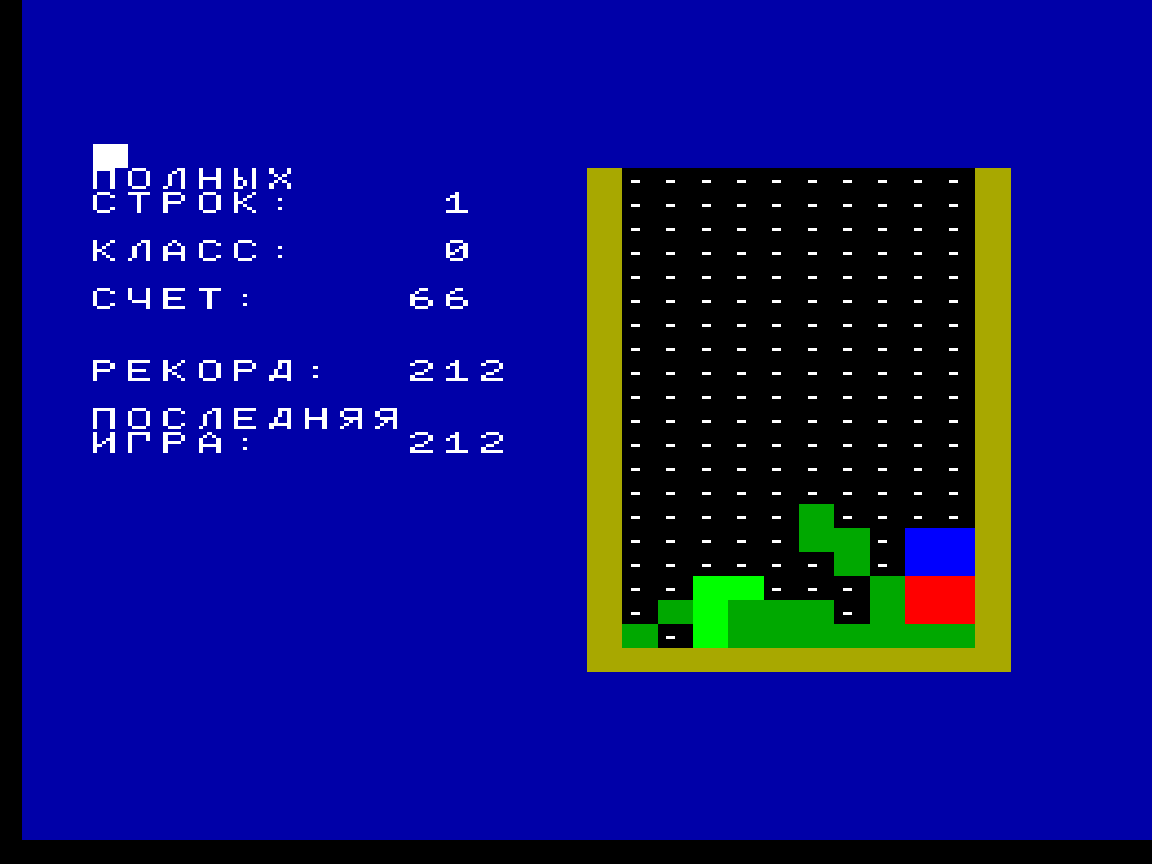 ПОЛНЫХ
СТРОК: 1
КЛАСС: 0
СЧЕТ: 66
РЕКОРД: 212
ПОСЛЕДНЯЯ
ИГРА: 212